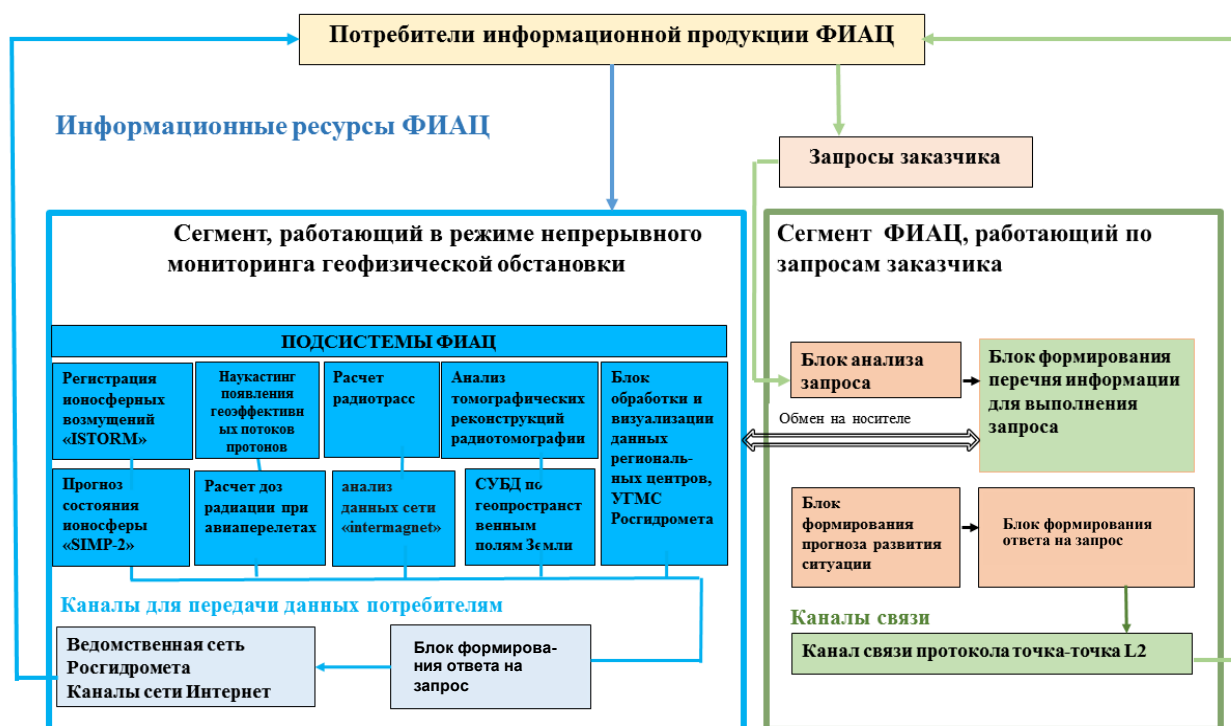 Потребители информационной продукции ФИАЦ
Информационные ресурсы ФИАЦ
Запросы заказчика
Сегмент, работающий в режиме непрерывного
мониторинга геофизической обстановки
ПОДСИСТЕМЫ ФИАЦ
Регистрация
ионосферных
возмущений
«ISTORM»
Наукастинг
появления
геоэффективн
ых потоков
протонов
Расчет
радиотрасс
Анализ
томографических
реконструкций
радиотомографии
Блок
обработки и
визуализации
данных
региональ-
ных центров,
УГМС
Росгидромета
Прогноз
состояния
ионосферы
«SIMP-2»
Расчет доз
радиации при
авиаперелетах
анализ
данных сети
«intermagnet»
СУБД по
геопространст
венным
полям Земли
Каналы для передачи данных потребителям
Ведомственная сеть
Росгидромета
Каналы сети Интернет
Блок формирова-
ния ответа на
запрос
Сегмент ФИАЦ, работающий по
запросам заказчика
Блок анализа
запроса
Блок формирования
перечня информации
для выполнения
запроса
Обмен на носителе
Блок
формирования
прогноза развития
ситуации
Блок формирования
ответа на запрос
Каналы связи
Канал связи протокола точка-точка L2